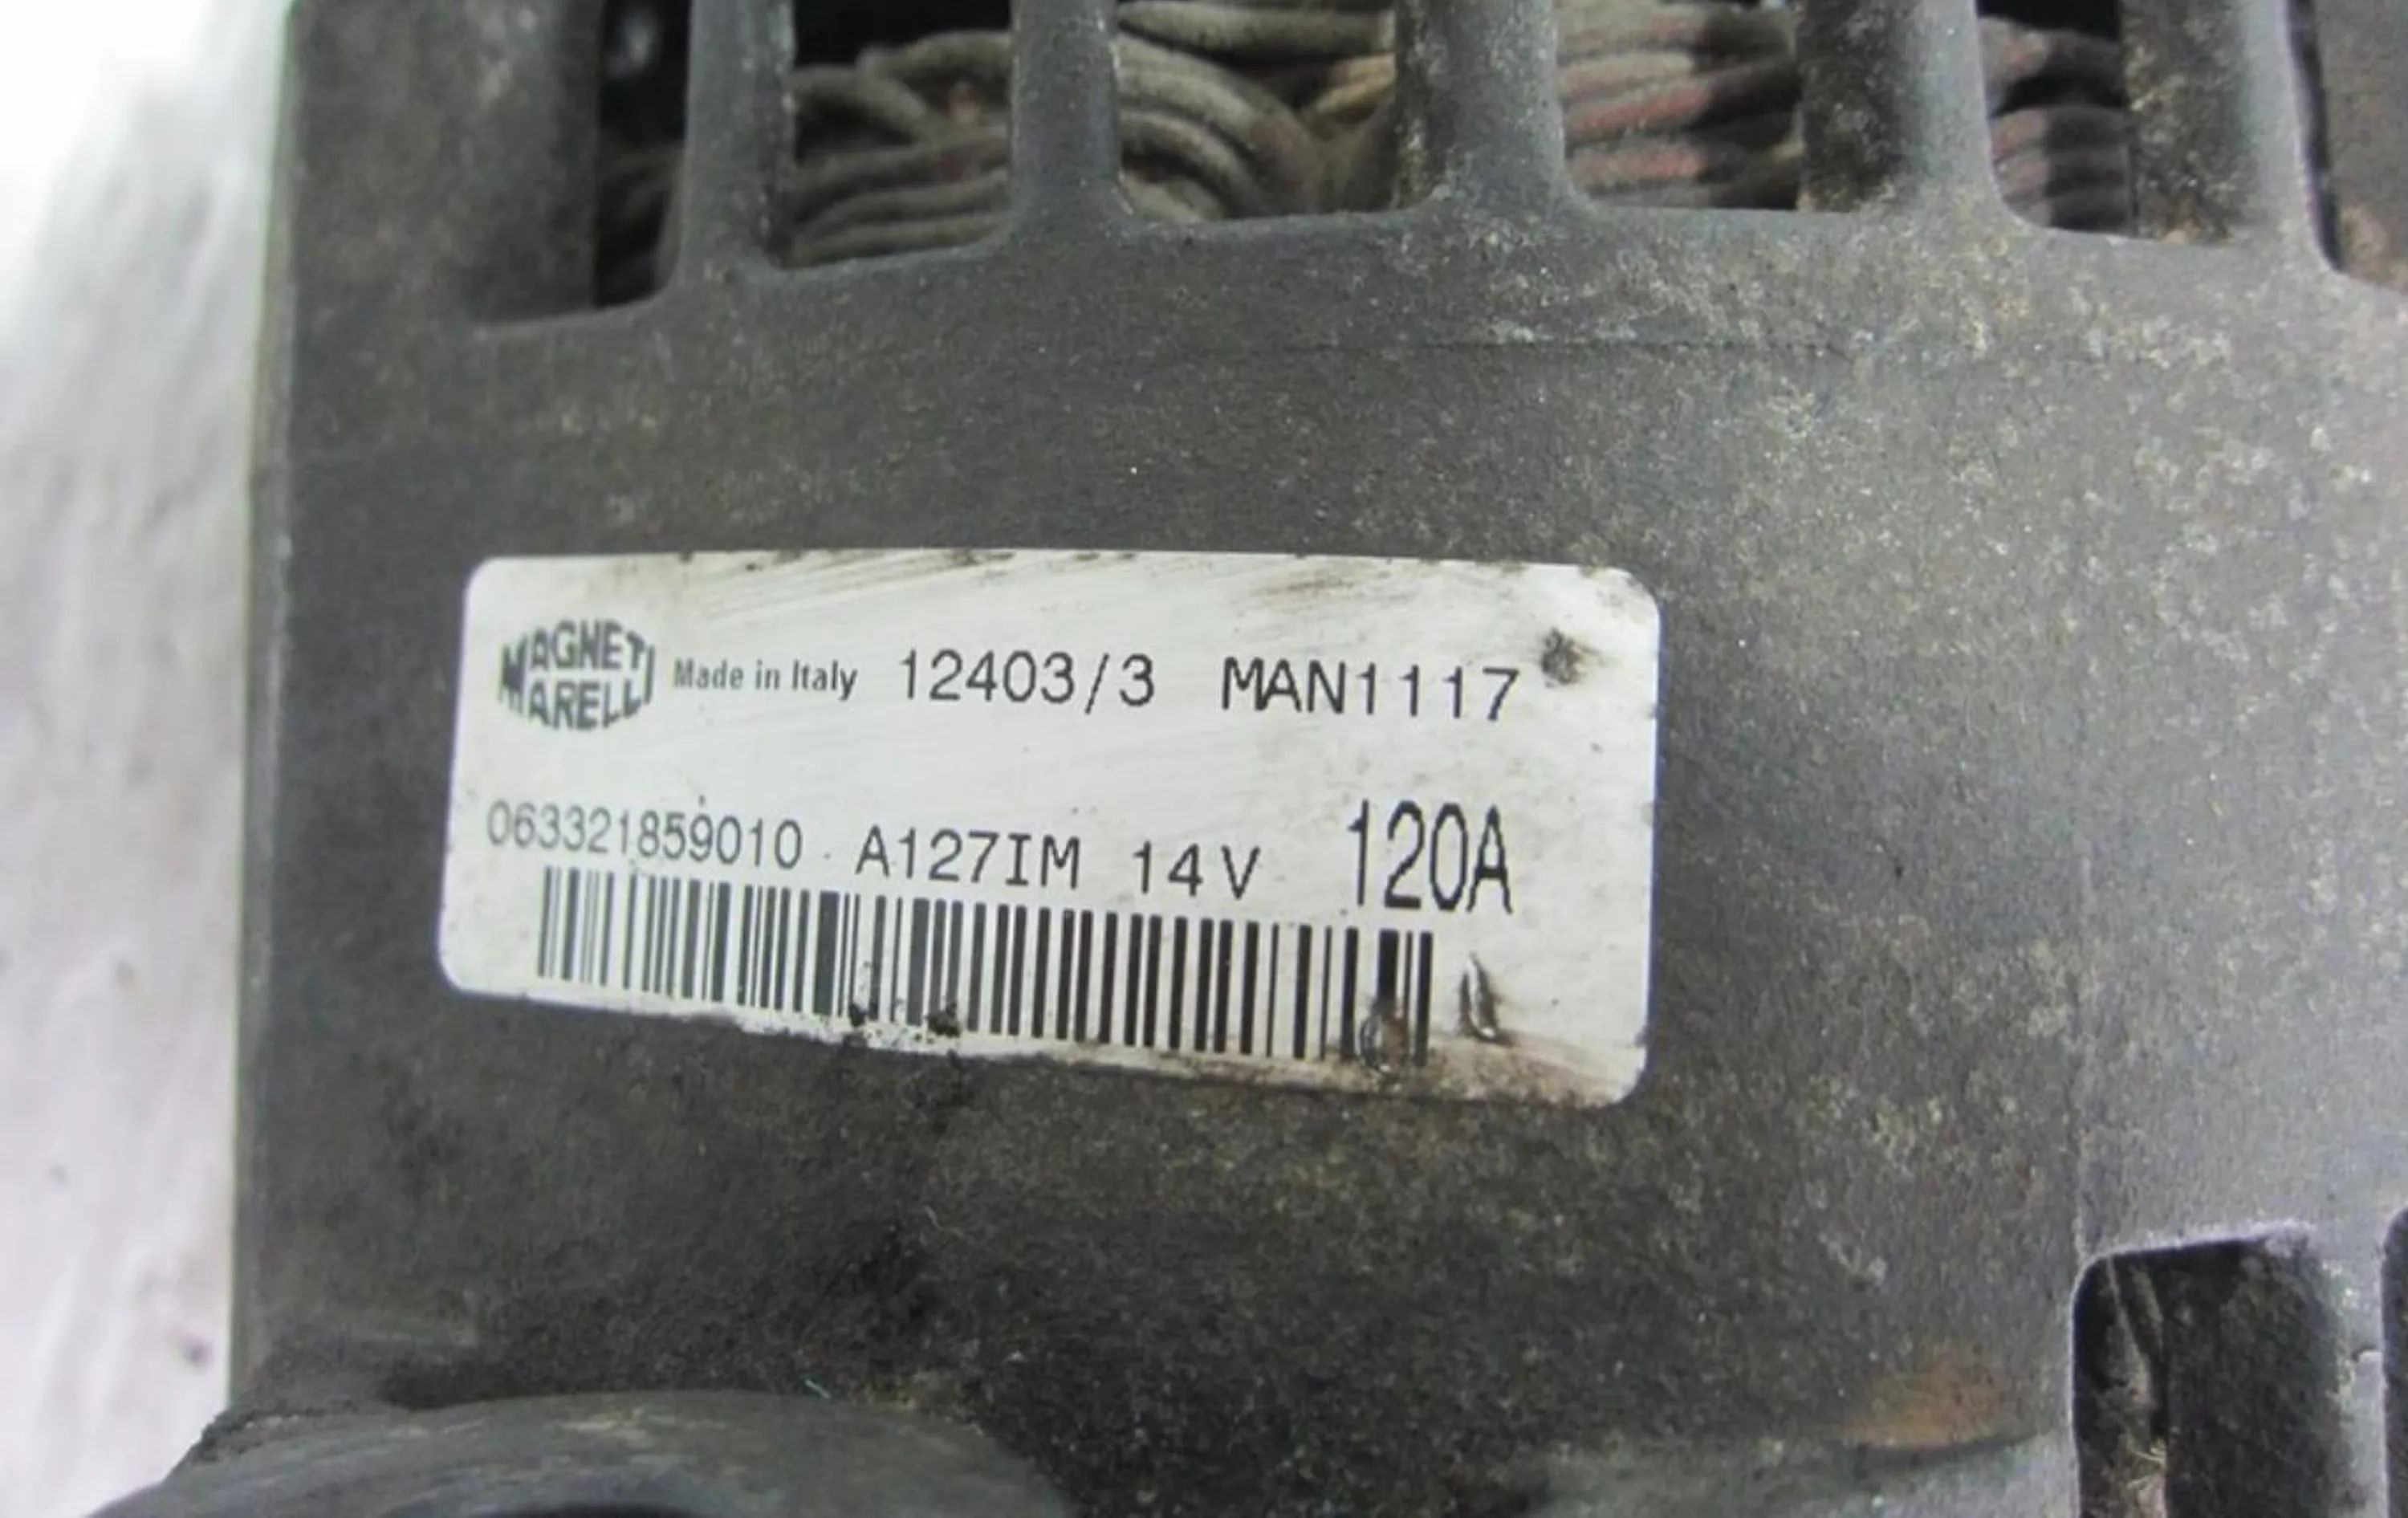 MAGNETI MARELLI Made in Italy 12403/3 MAN1117
063321859010 A127IM 14V 120A